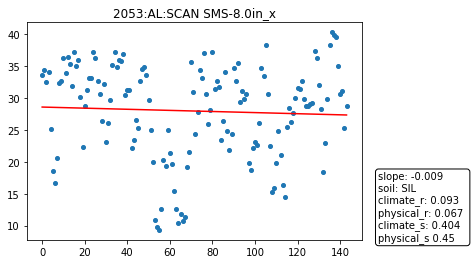 2053:AL:SCAN SMS-8.0in_x
40
35
30
25
20
15
10
0 20 40 60 80 100 120 140
slope: -0.009
soil: SIL
climate_r: 0.093
physical_r: 0.067
climate_s: 0.404
physical_s 0.45